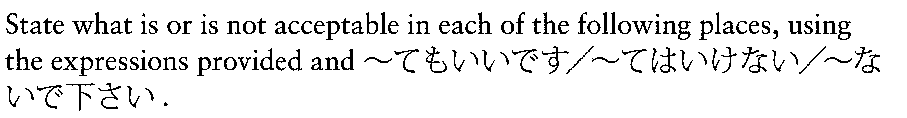 State what is or is not acceptable in each of the following places, using
the expressions provided and 〜てもいいです／〜てはいけない／〜な
いで下さい.